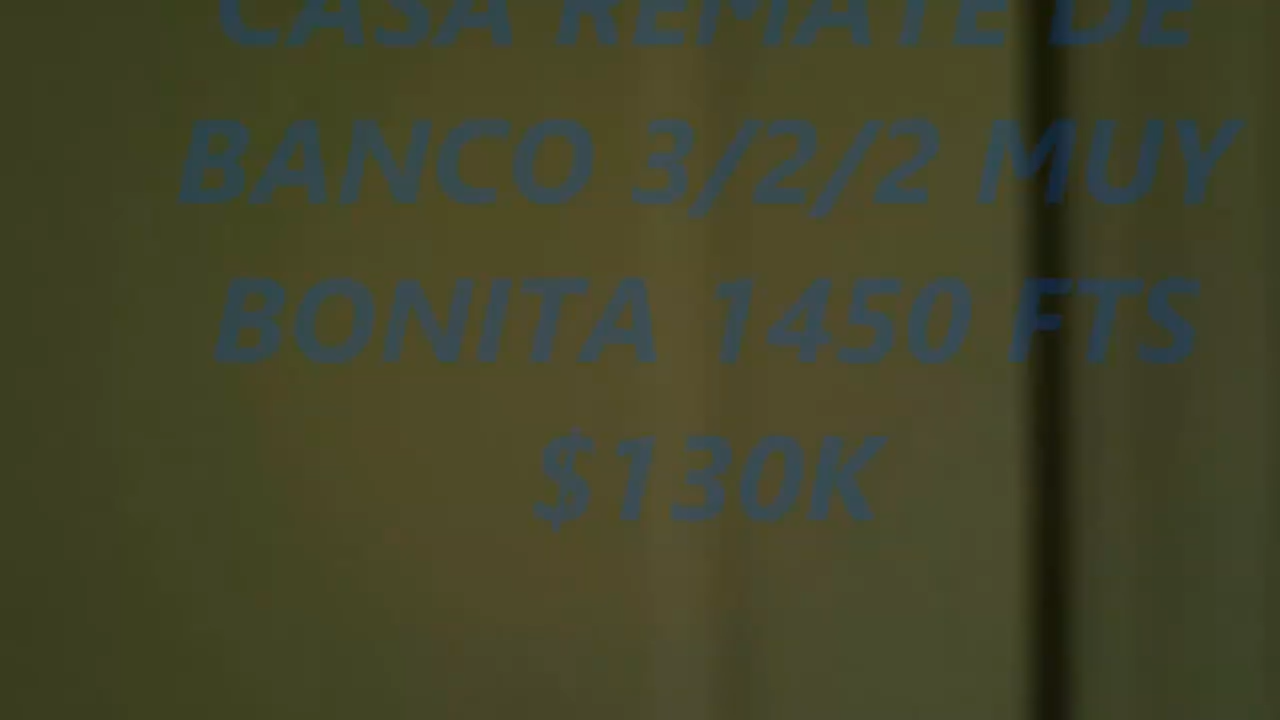 CASA REMATE DE
BANCO 3/2/2 MUY
BONITA 1450 FTS
$130K